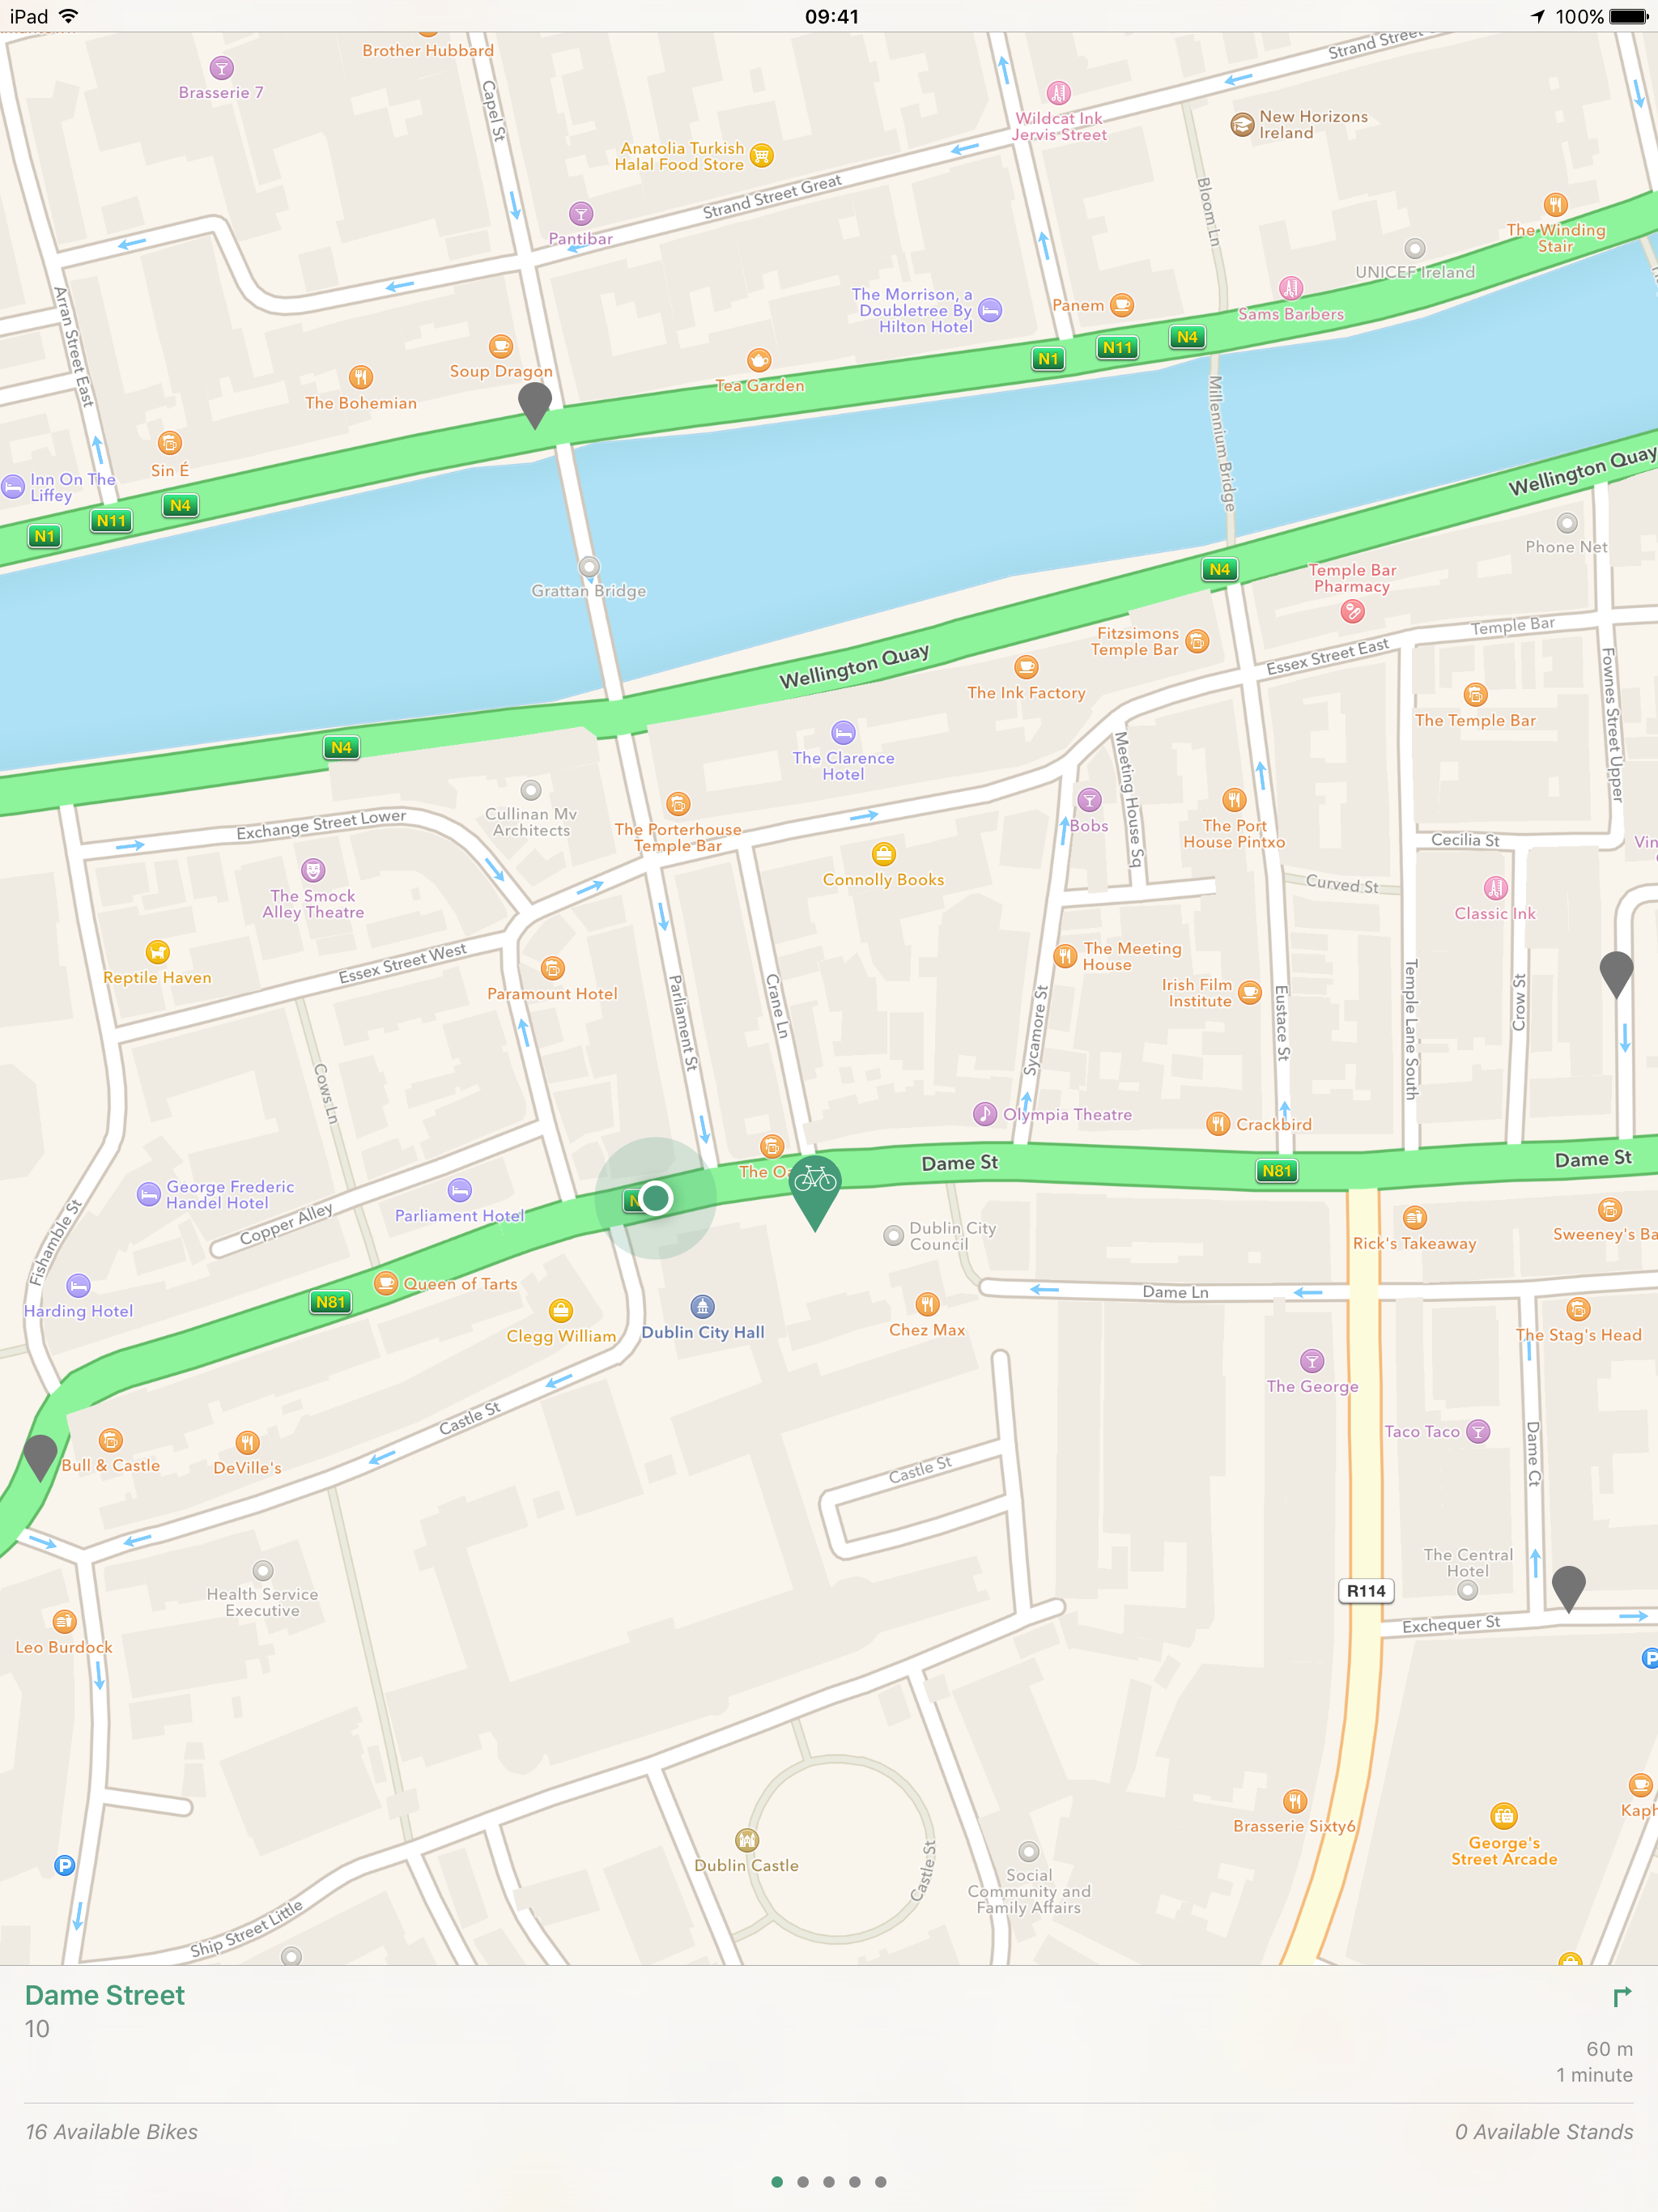 iPad
09:41
100%
Brother Hubbard
Strand Street
Brasserie 7
Capel St
Wildcat Ink
Jervis Street
New Horizons
Ireland
Anatolia Turkish
Halal Food Store
Strand Street Great
Bloom Ln
Pantibar
The Winding
Stair
UNICEF Ireland
Arran Street East
The Morrison, a
Doubletree By
Hilton Hotel
Panem
Sams Barbers
N1
N11
N4
Soup Dragon
Tea Garden
The Bohemian
Millennium Bridge
Sin É
Inn On The
Liffey
N1
N11
N4
Wellington Quay
Phone Net
Grattan Bridge
N4
Temple Bar
Pharmacy
Fitzsimons
Temple Bar
Temple Bar
Essex Street East
Wellington Quay
The Ink Factory
Fownes Street Upper
The Temple Bar
N4
The Clarence
Hotel
Meeting House Sq
Cullinan Mv
Architects
Exchange Street Lower
The Porterhouse
Temple Bar
Bobs
The Port
House Pintxo
Cecilia St
Vin
Connolly Books
Curved St
The Smock
Alley Theatre
Classic Ink
Essex Street West
Reptile Haven
Paramount Hotel
The Meeting
House
Irish Film
Institute
Parliament St
Crane Ln
Sycamore St
Eustace St
Temple Lane South
Crow St
Cows Ln
Olympia Theatre
Crackbird
Dame St
N81
Dame St
George Frederic
Handel Hotel
Parliament Hotel
Copper Alley
Fishamble St
Dublin City
Council
Rick's Takeaway
Sweeney's Ba
Queen of Tarts
N81
Harding Hotel
Dame Ln
Clegg William
Dublin City Hall
Chez Max
The Stag's Head
The George
Castle St
Taco Taco
Dame Ct
Bull & Castle
DeVille's
Castle St
Health Service
Executive
The Central
Hotel
R114
Exchequer St
Leo Burdock
P
P
Brasserie Sixty6
Kaph
George's
Street Arcade
Dublin Castle
Castle St
Social
Community and
Family Affairs
Ship Street Little
Dame Street
10
60 m
1 minute
16 Available Bikes
0 Available Stands